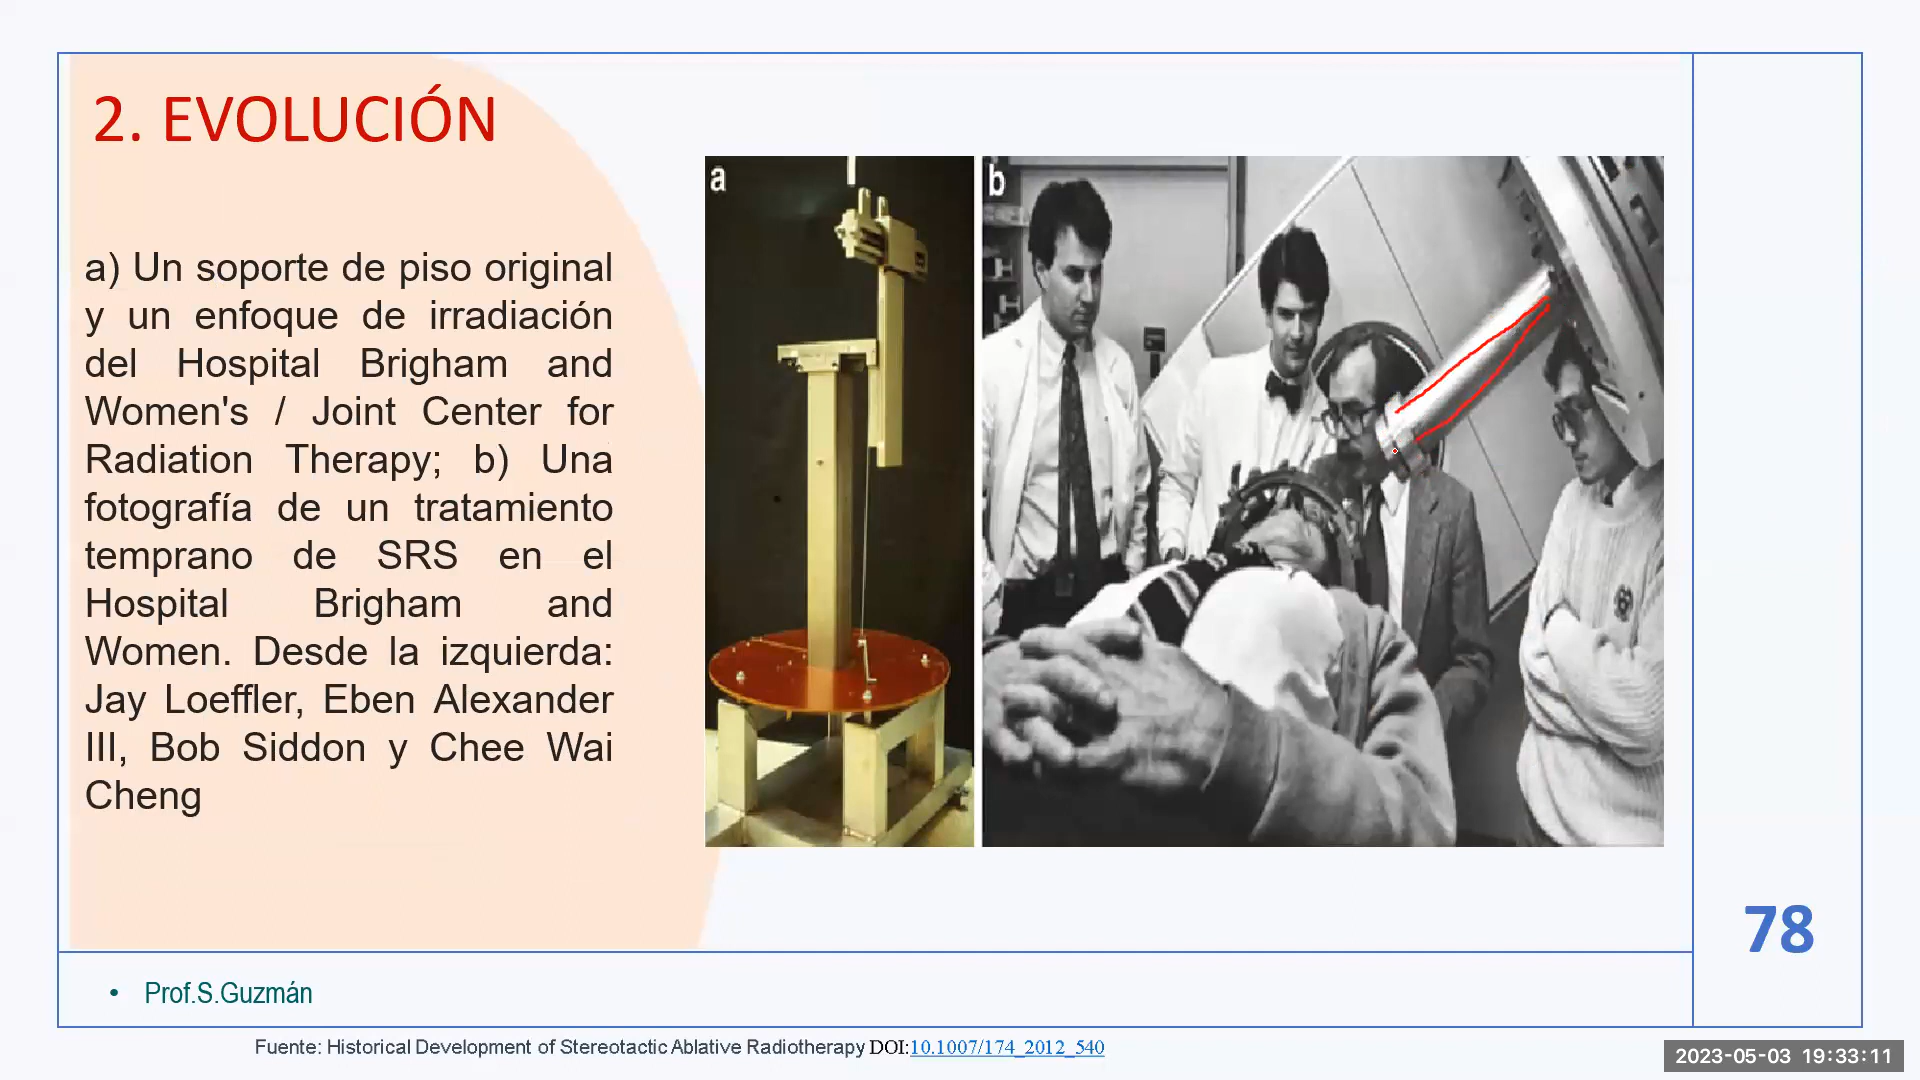 2. EVOLUCIÓN
a) Un soporte de piso original
y un enfoque de irradiación
del Hospital Brigham and
Women's / Joint Center for
Radiation Therapy; b) Una
fotografía de un tratamiento
temprano de SRS en el
Hospital Brigham and
Women. Desde la izquierda:
Jay Loeffler, Eben Alexander
III, Bob Siddon y Chee Wai
Cheng
a
b
78
• Prof.S.Guzmán
Fuente: Historical Development of Stereotactic Ablative Radiotherapy DOI:10.1007/174_2012_540
2023-05-03 19:33:11